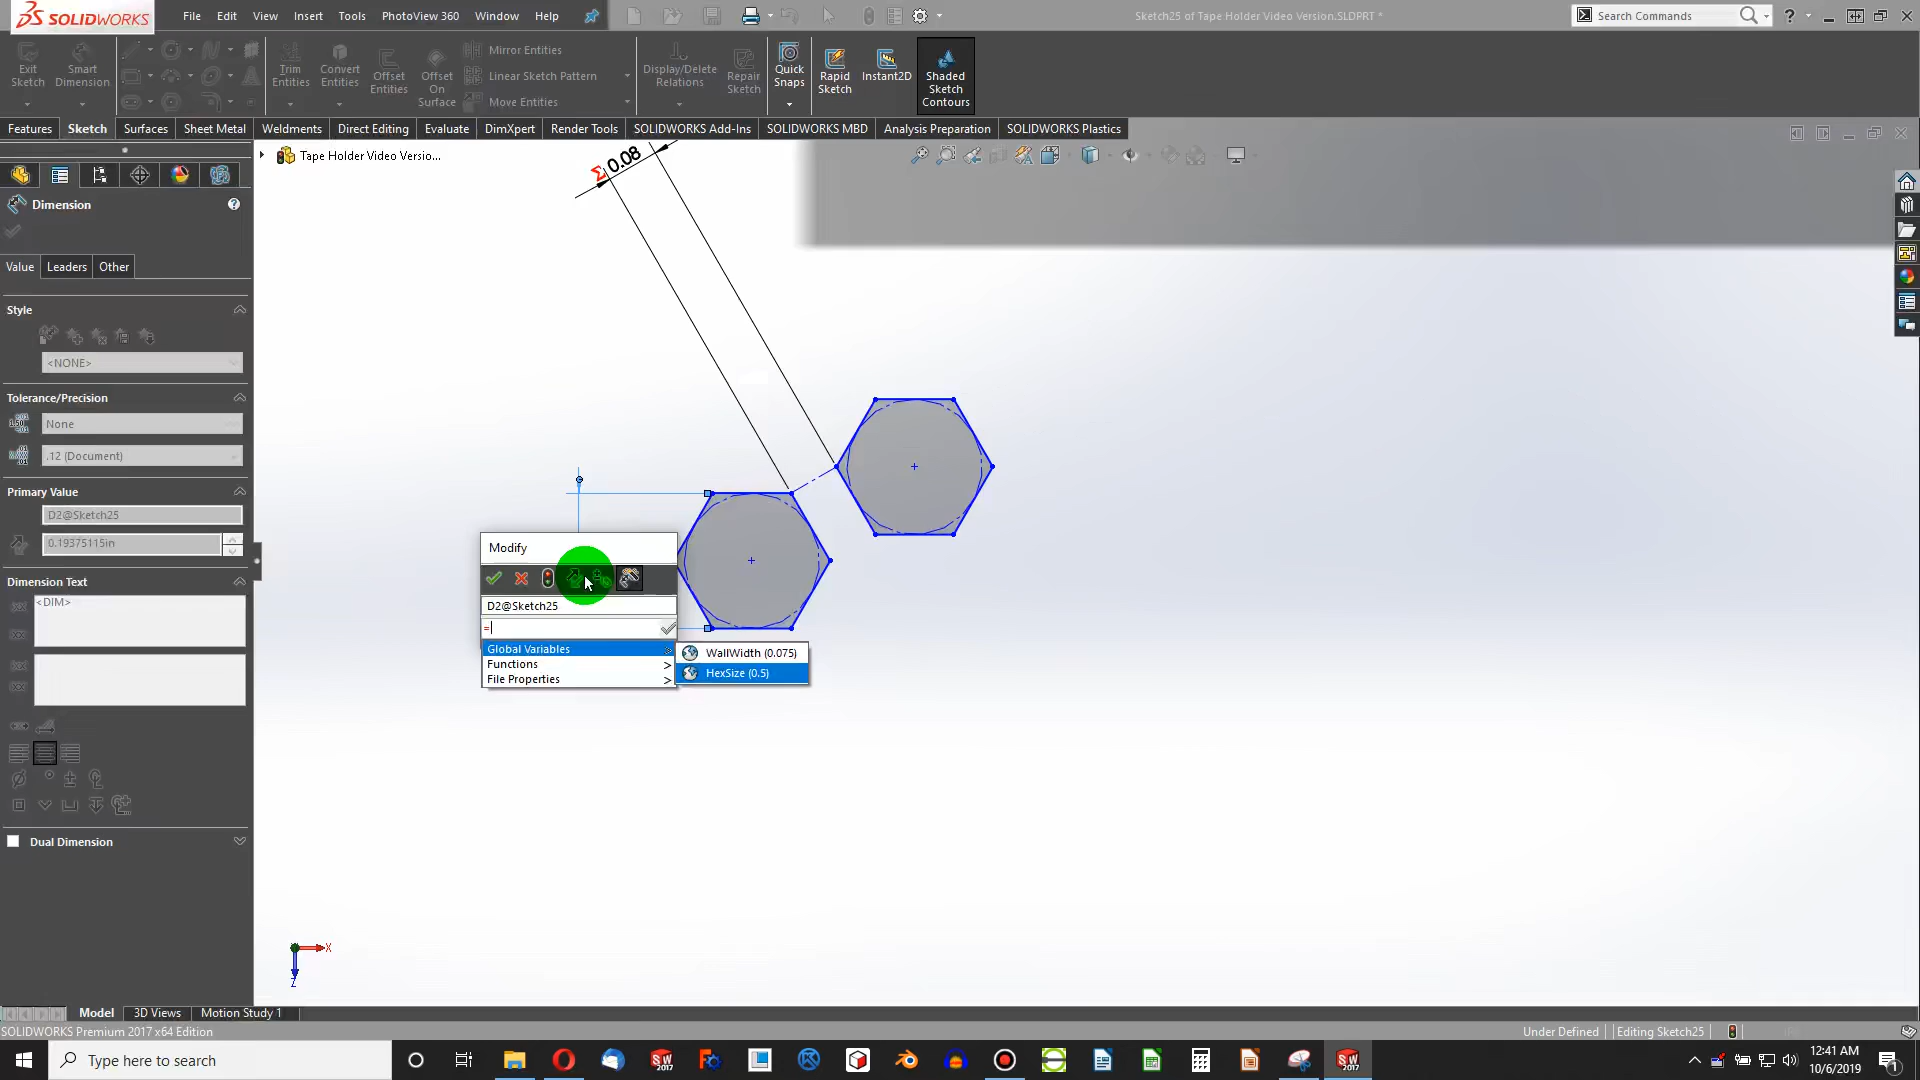 SOLIDWORKS
File Edit View Insert Tools PhotoView 360 Window Help
Sketch25 of Tape Holder Video Version.SLDPRT *
Search Commands
Exit Sketch
Smart Dimension
Trim Entities
Convert Entities
Offset Entities
Offset On Surface
Mirror Entities
Linear Sketch Pattern
Move Entities
Display/Delete Relations
Repair Sketch
Quick Snaps
Rapid Sketch
Instant2D
Shaded Sketch Contours
Features Sketch Surfaces Sheet Metal Weldments Direct Editing Evaluate DimXpert Render Tools SOLIDWORKS Add-Ins SOLIDWORKS MBD Analysis Preparation SOLIDWORKS Plastics
Tape Holder Video Versio...
Σ0.08
Dimension
Value Leaders Other
Style
<NONE>
Tolerance/Precision
None
.12 (Document)
Primary Value
D2@Sketch25
0.19375115in
Dimension Text
<DIM>
Dual Dimension
Modify
D2@Sketch25
=
Global Variables
Functions >
File Properties >
WallWidth (0.075)
HexSize (0.5)
X
Z
Model 3D Views Motion Study 1
SOLIDWORKS Premium 2017 x64 Edition
Under Defined Editing Sketch25
Type here to search
12:41 AM
10/6/2019